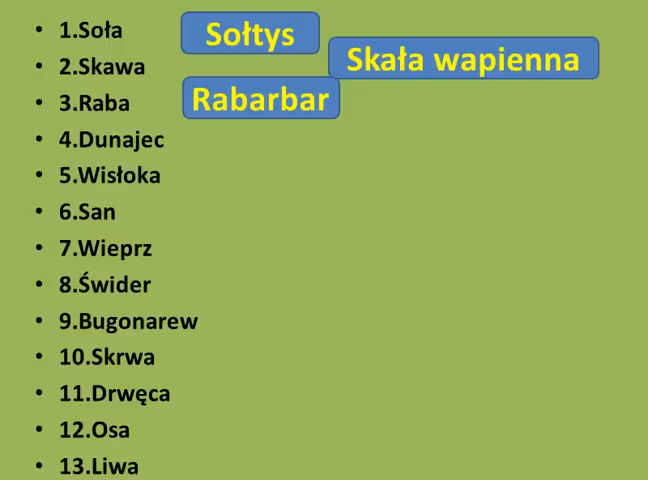 1.Soła
Sołtys
2.Skawa
Skała wapienna
3.Raba
Rabarbar
4.Dunajec
5.Wisłoka
6.San
7.Wieprz
8.Świder
9.Bugonarew
10.Skrwa
11.Drwęca
12.Osa
13.Liwa